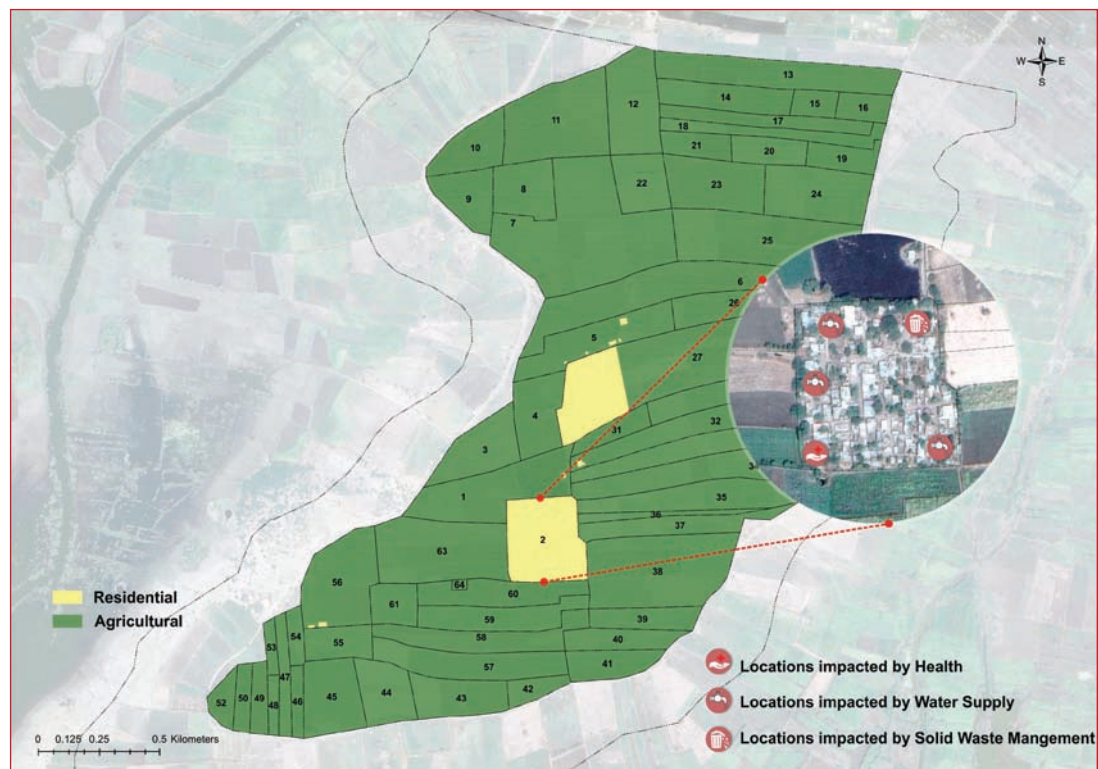 N
W E
S
13
14 15 16
12
11
17
18
10
21 20 19
8 22 23 24
9
7
25
6
26
5
27
4
31 32
3
3
1
35
36
37
2
63
38
56
64
60
61
59 39
54
58 40
53 55
57 41
47
52 50 49 48 46 45 44 43 42
Residential
Agricultural
Locations impacted by Health
Locations impacted by Water Supply
Locations impacted by Solid Waste Mangement
0 0.125 0.25 0.5 Kilometers